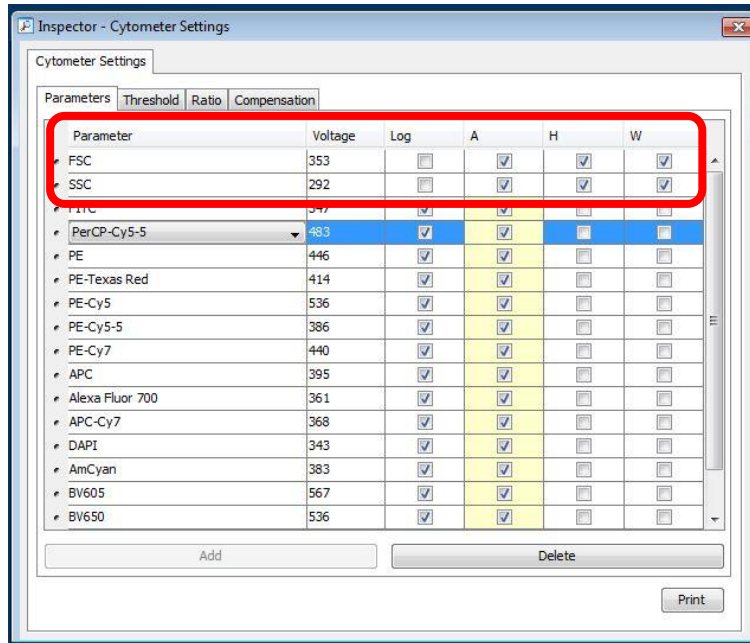 Inspector - Cytometer Settings
Cytometer Settings
Parameters Threshold Ratio Compensation
Parameter Voltage Log A H W
FSC 353
SSC 292
FITC 547
PerCP-Cy5-5 483
PE 446
PE-Texas Red 414
PE-Cy5 536
PE-Cy5-5 386
PE-Cy7 440
APC 395
Alexa Fluor 700 361
APC-Cy7 368
DAPI 343
AmCyan 383
BV605 567
BV650 536
Add Delete
Print